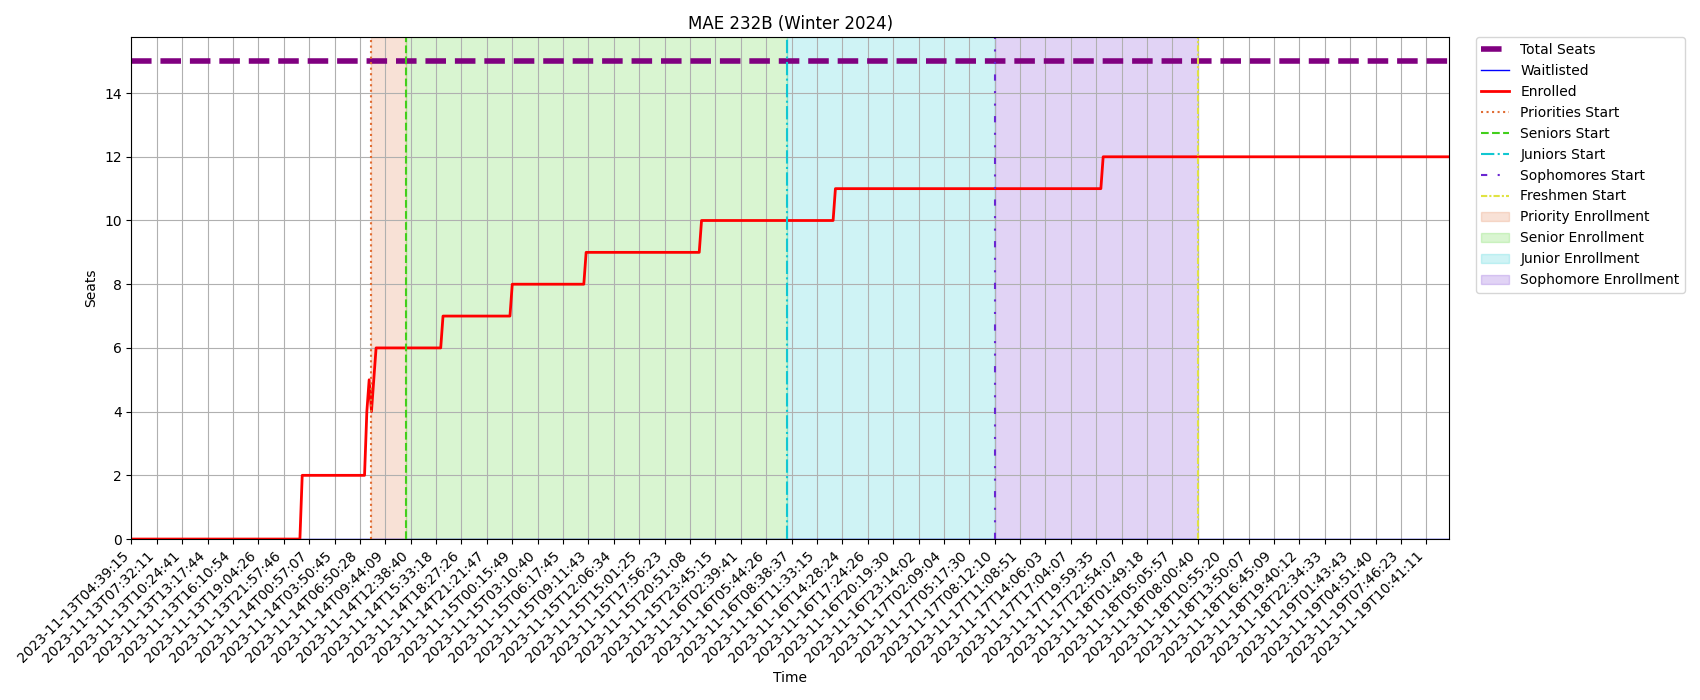 MAE 232B (Winter 2024)
Total Seats
Waitlisted
Enrolled
Priorities Start
Seniors Start
Juniors Start
Sophomores Start
Freshmen Start
Priority Enrollment
Senior Enrollment
Junior Enrollment
Sophomore Enrollment
Seats
14
12
10
8
6
4
2
0
2023-11-13T04:39:15
2023-11-13T07:32:11
2023-11-13T10:24:41
2023-11-13T13:17:44
2023-11-13T16:10:54
2023-11-13T19:04:26
2023-11-13T21:57:46
2023-11-14T00:57:07
2023-11-14T03:50:45
2023-11-14T06:50:28
2023-11-14T09:44:09
2023-11-14T12:38:40
2023-11-14T15:33:18
2023-11-14T18:27:26
2023-11-14T21:21:47
2023-11-15T00:15:49
2023-11-15T03:10:40
2023-11-15T06:17:45
2023-11-15T09:11:43
2023-11-15T12:06:34
2023-11-15T15:01:25
2023-11-15T17:56:23
2023-11-15T20:51:08
2023-11-15T23:45:15
2023-11-16T02:39:41
2023-11-16T05:44:26
2023-11-16T08:38:37
2023-11-16T11:33:15
2023-11-16T14:28:24
2023-11-16T17:24:26
2023-11-16T20:19:30
2023-11-16T23:14:02
2023-11-17T02:09:04
2023-11-17T05:17:30
2023-11-17T08:12:10
2023-11-17T11:08:51
2023-11-17T14:06:03
2023-11-17T17:04:07
2023-11-17T19:59:35
2023-11-17T22:54:07
2023-11-18T01:49:18
2023-11-18T05:05:57
2023-11-18T08:00:40
2023-11-18T10:55:20
2023-11-18T13:50:07
2023-11-18T16:45:09
2023-11-18T19:40:12
2023-11-18T22:34:33
2023-11-19T01:43:43
2023-11-19T04:51:40
2023-11-19T07:46:23
2023-11-19T10:41:11
Time